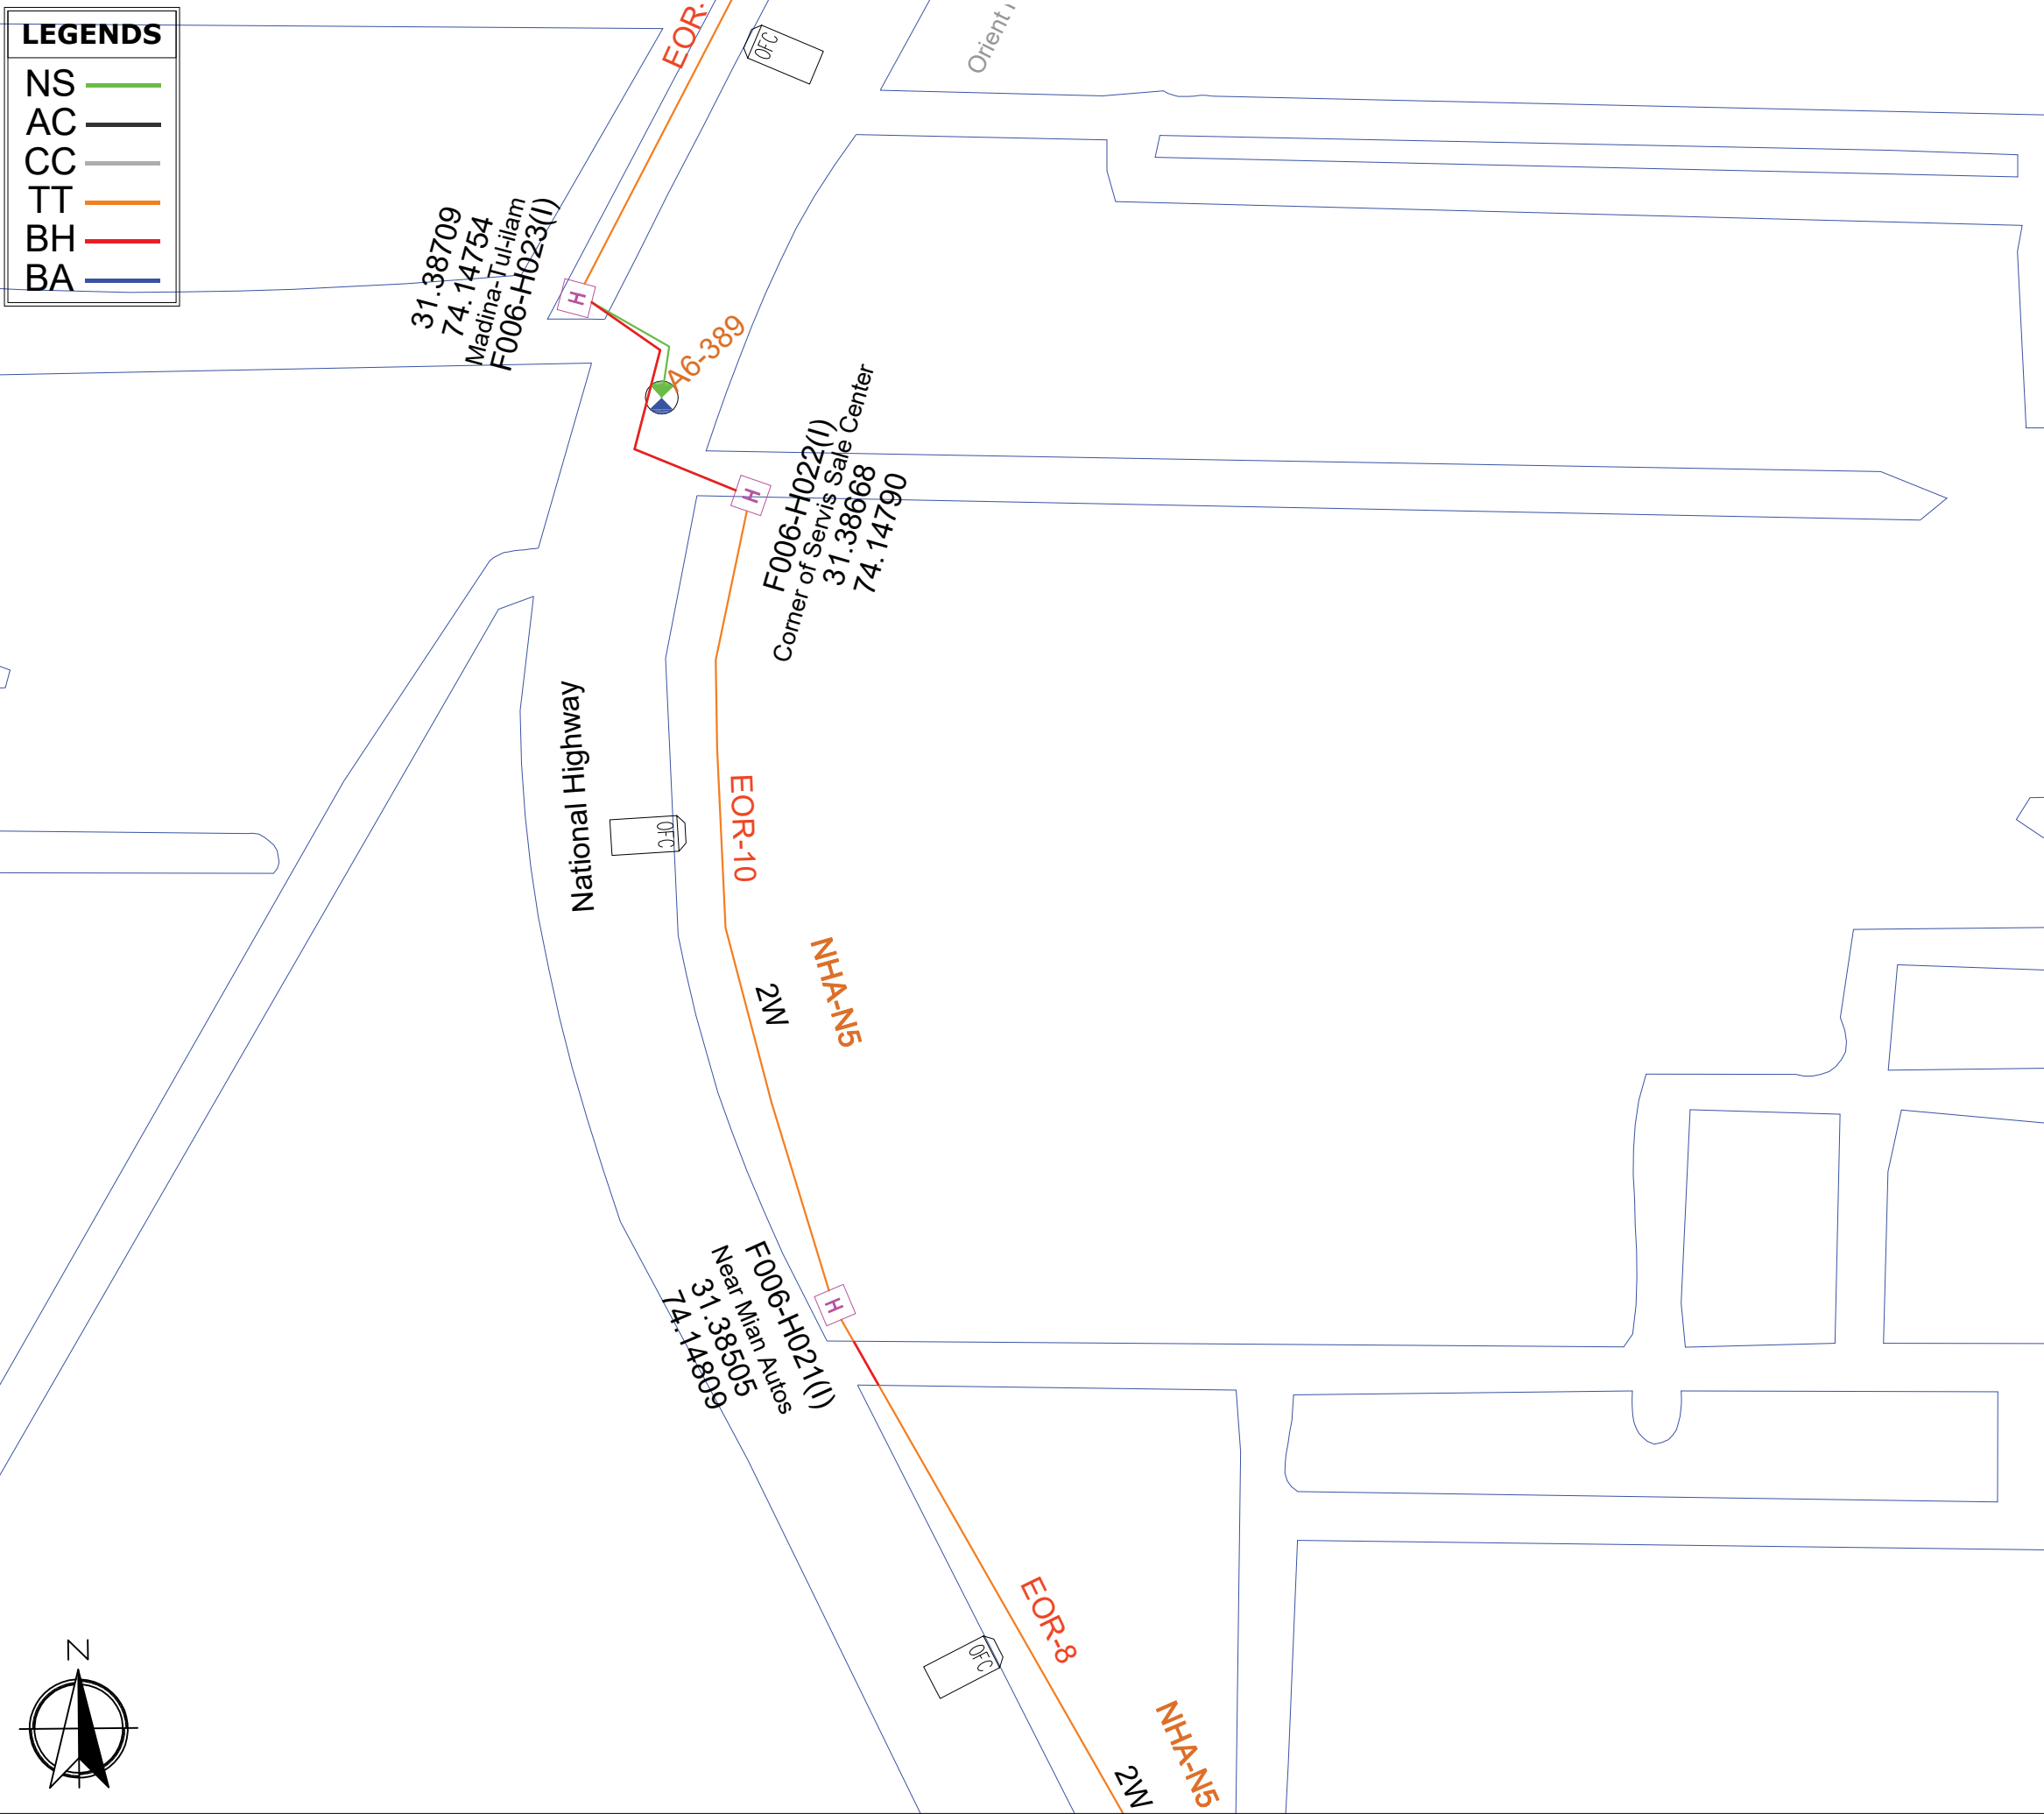 LEGENDS
NS
AC
CC
TT
BH
BA
EOR-
OFC
Orient
31.38709
74.14754
Madina-Tul-ilam
F006-H023(I)
H
A6-389
H
F006-H022(I)
Corner of Servis Sale Center
31.38668
74.14790
National Highway
OFC
EOR-10
2W
NHA-N5
H
F006-H021(I)
Near Mian Autos
31.38505
74.14809
EOR-8
OFC
NHA-N5
2W
N